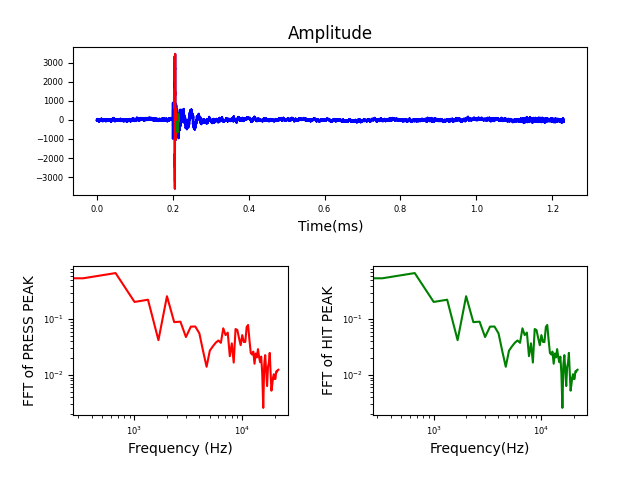 Amplitude
3000
2000
1000
0
−1000
−2000
−3000
0.0 0.2 0.4 0.6 0.8 1.0 1.2
Time(ms)
FFT of PRESS PEAK
10⁻¹
10⁻²
10³ 10⁴
Frequency (Hz)
FFT of HIT PEAK
10⁻¹
10⁻²
10³ 10⁴
Frequency(Hz)